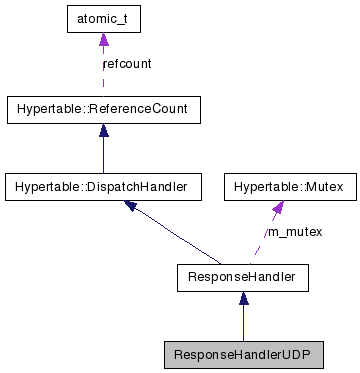 atomic_t
refcount
Hypertable::ReferenceCount
Hypertable::DispatchHandler
Hypertable::Mutex
m_mutex
ResponseHandler
ResponseHandlerUDP